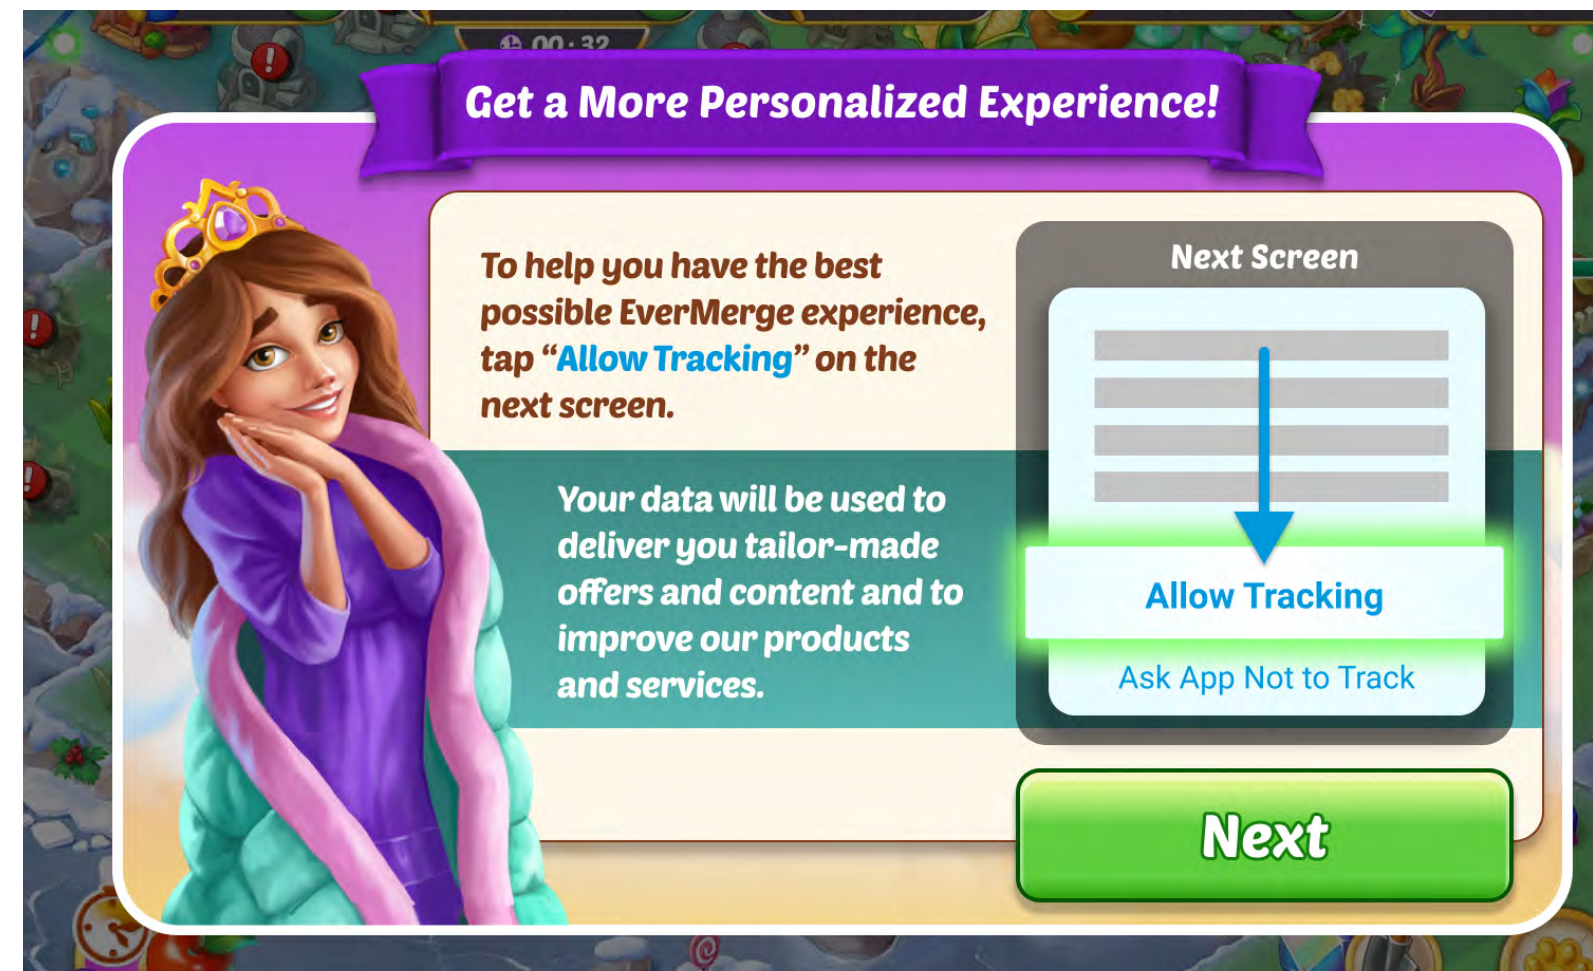 00:32
Get a More Personalized Experience!
To help you have the best
possible EverMerge experience,
tap “Allow Tracking” on the
next screen.
Your data will be used to
deliver you tailor-made
offers and content and to
improve our products
and services.
Next Screen
Allow Tracking
Ask App Not to Track
Next